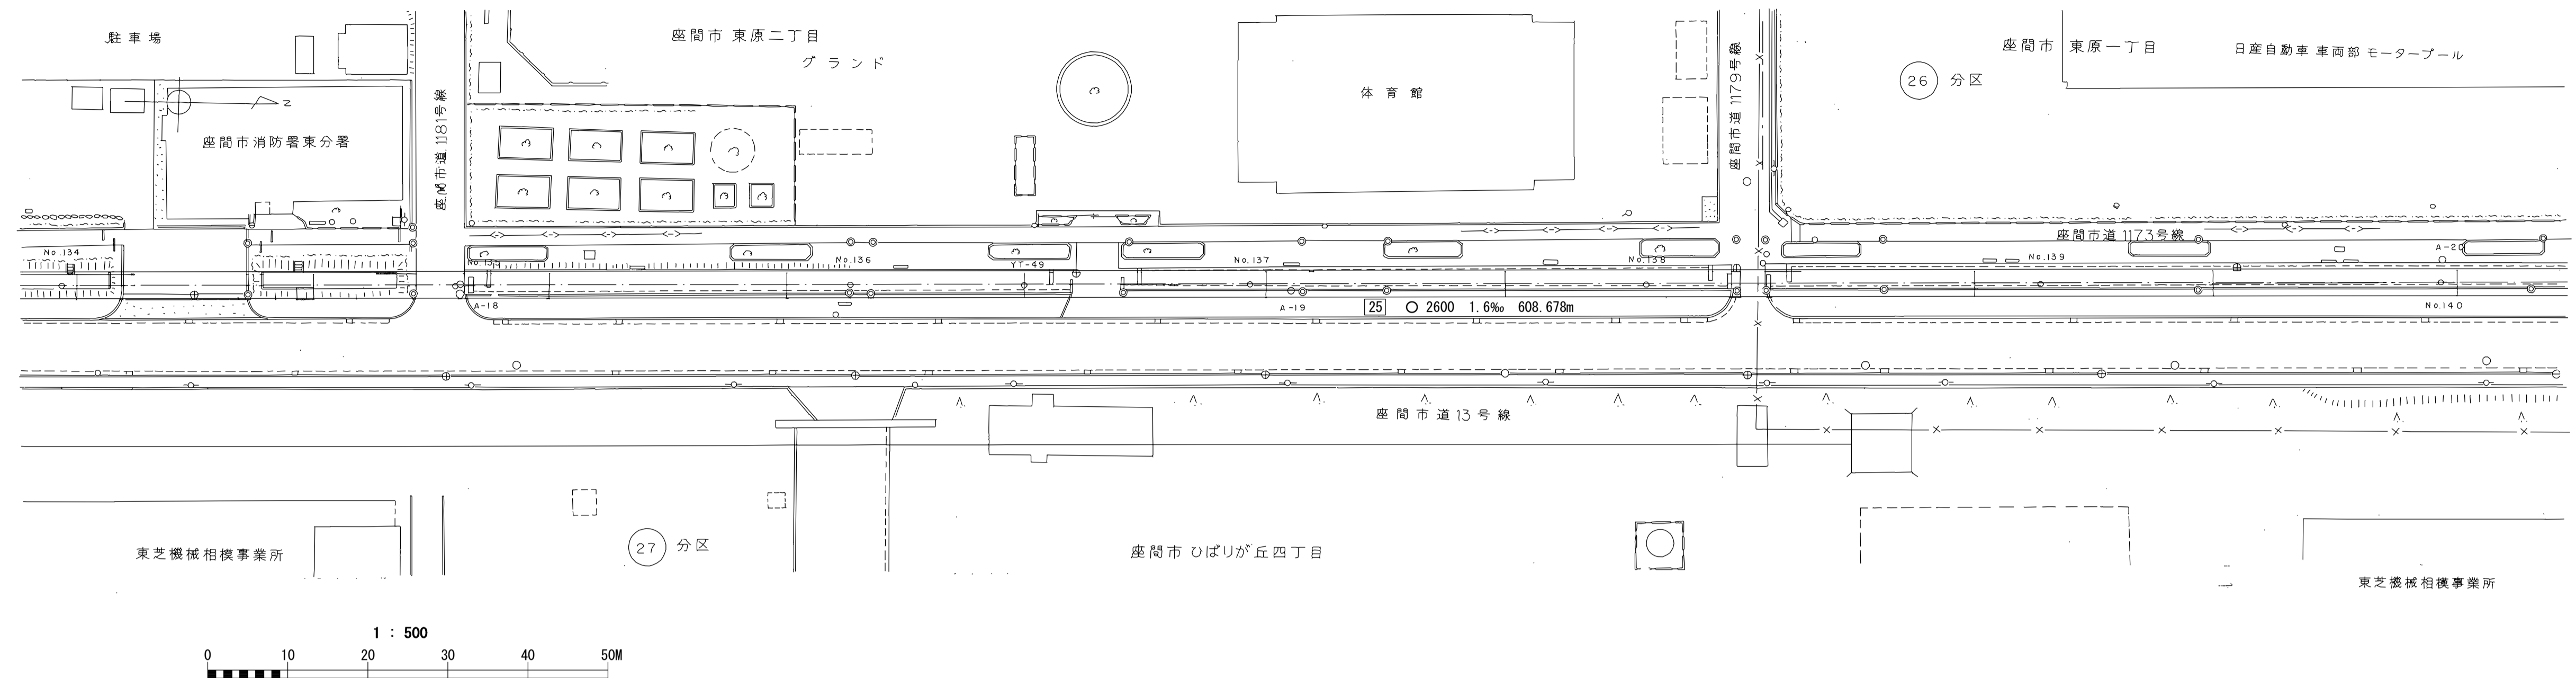 駐車場
座間市 東原二丁目
グランド
座間市 東原一丁目
日産自動車 車両部 モータープール
26 分区
体育館
座間市道1179号線
座間市道1181号線
N
座間市消防署東分署
座間市道1173号線
No.134
No.135
No.136
YT-49
No.137
No.138
No.139
A-20
A-18
A-19
25 ○ 2600 1.6‰ 608.678m
No.140
座間市道13号線
東芝機械相模事業所
27 分区
座間市 ひばりが丘四丁目
東芝機械相模事業所
1 : 500
0 10 20 30 40 50M